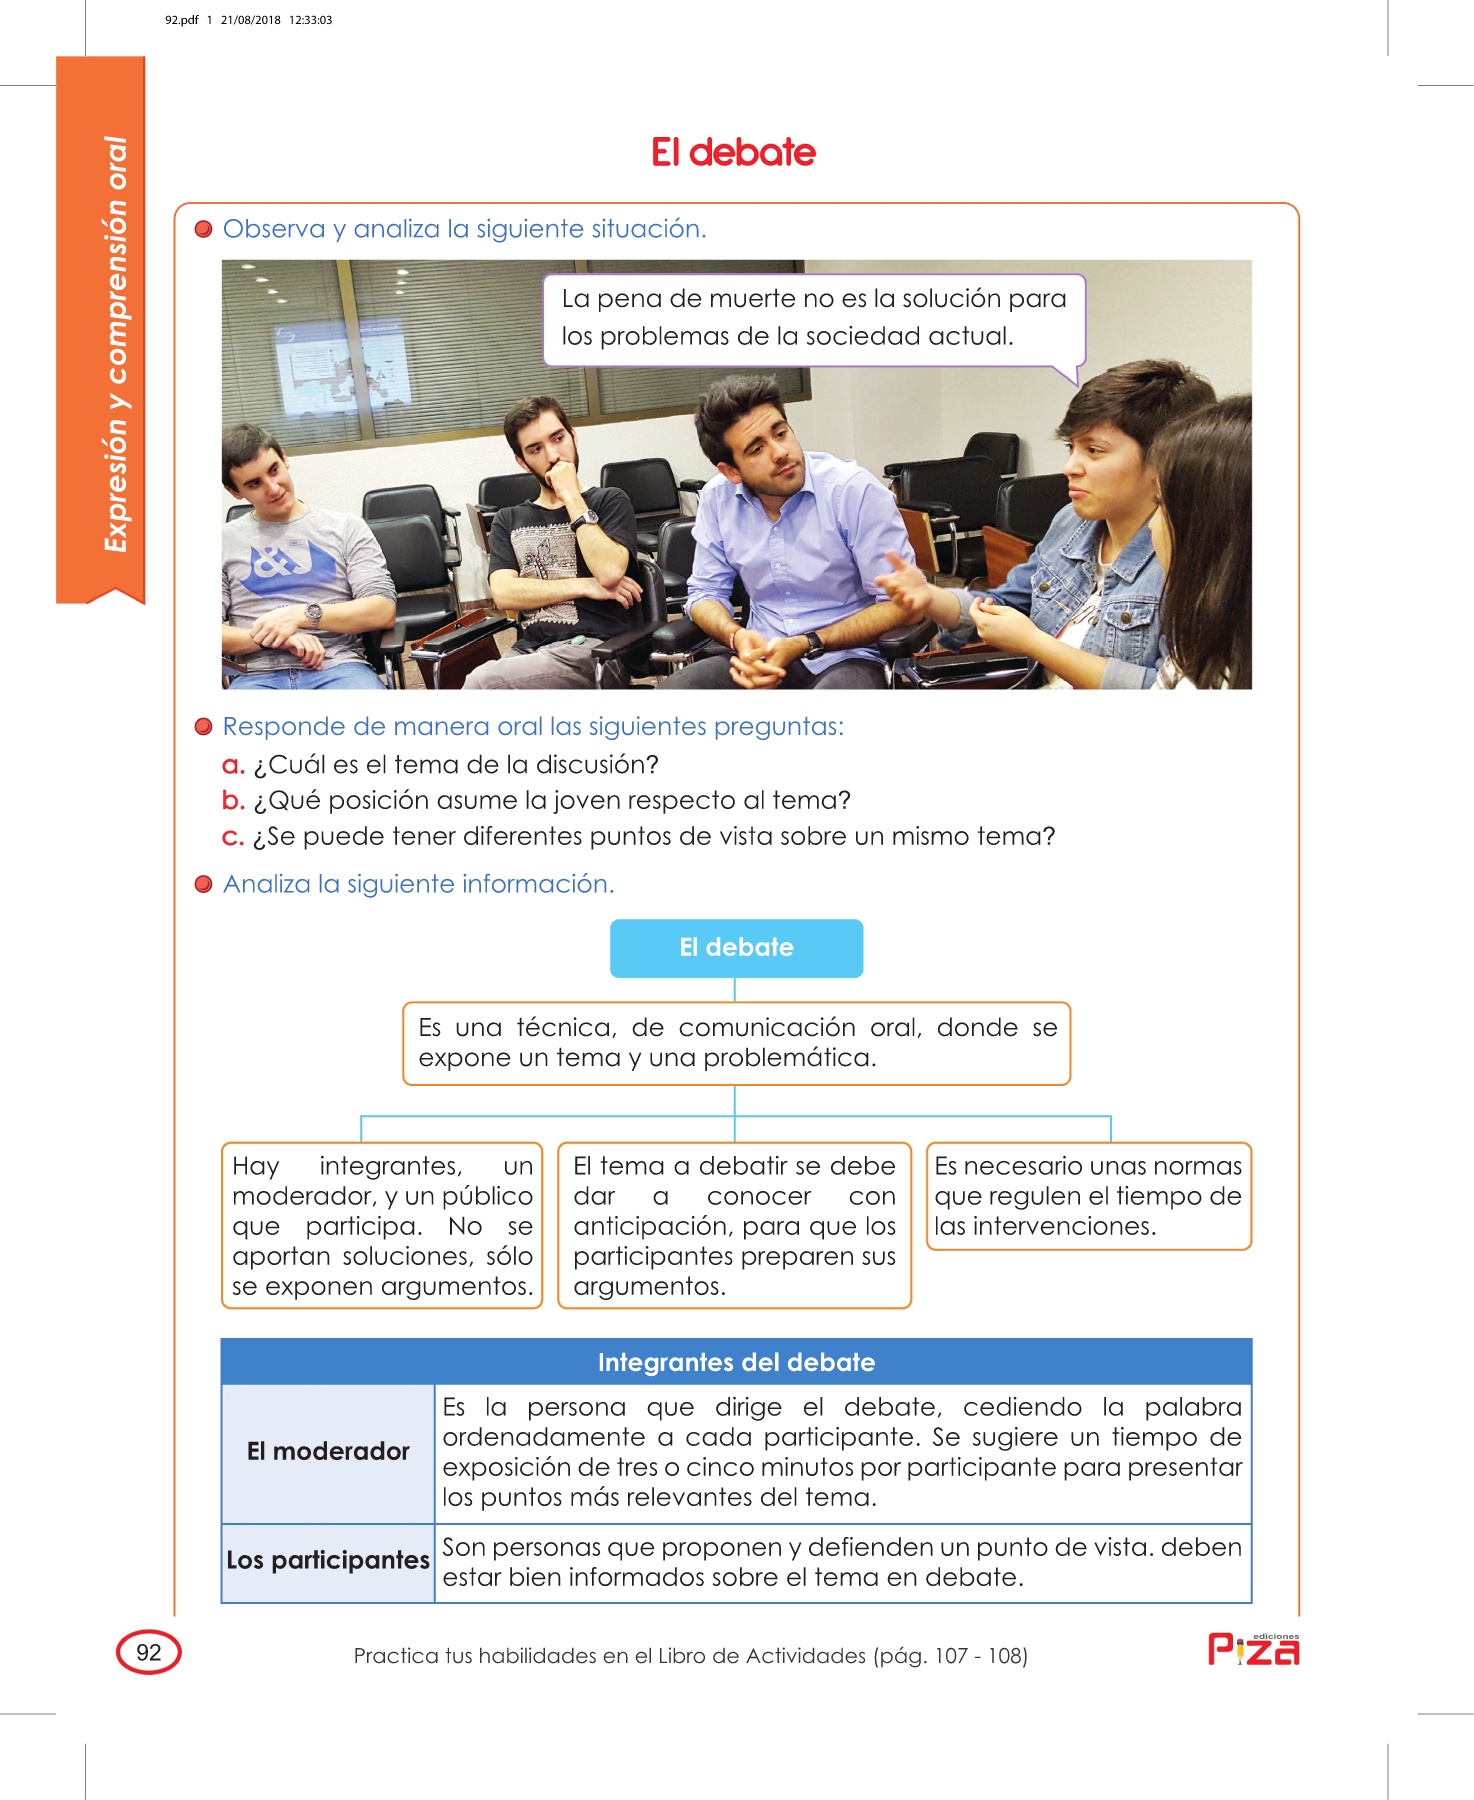 92.pdf 1 21/08/2018 12:33:03
Expresión y comprensión oral
El debate
Observa y analiza la siguiente situación.
La pena de muerte no es la solución para
los problemas de la sociedad actual.
Responde de manera oral las siguientes preguntas:
a. ¿Cuál es el tema de la discusión?
b. ¿Qué posición asume la joven respecto al tema?
c. ¿Se puede tener diferentes puntos de vista sobre un mismo tema?
Analiza la siguiente información.
El debate
Es una técnica, de comunicación oral, donde se
expone un tema y una problemática.
Hay integrantes, un
moderador, y un público
que participa. No se
aportan soluciones, sólo
se exponen argumentos.
El tema a debatir se debe
dar a conocer con
anticipación, para que los
participantes preparen sus
argumentos.
Es necesario unas normas
que regulen el tiempo de
las intervenciones.
Integrantes del debate
El moderador
Es la persona que dirige el debate, cediendo la palabra
ordenadamente a cada participante. Se sugiere un tiempo de
exposición de tres o cinco minutos por participante para presentar
los puntos más relevantes del tema.
Los participantes
Son personas que proponen y defienden un punto de vista. deben
estar bien informados sobre el tema en debate.
92
Practica tus habilidades en el Libro de Actividades (pág. 107 - 108)
ediciones
Piza